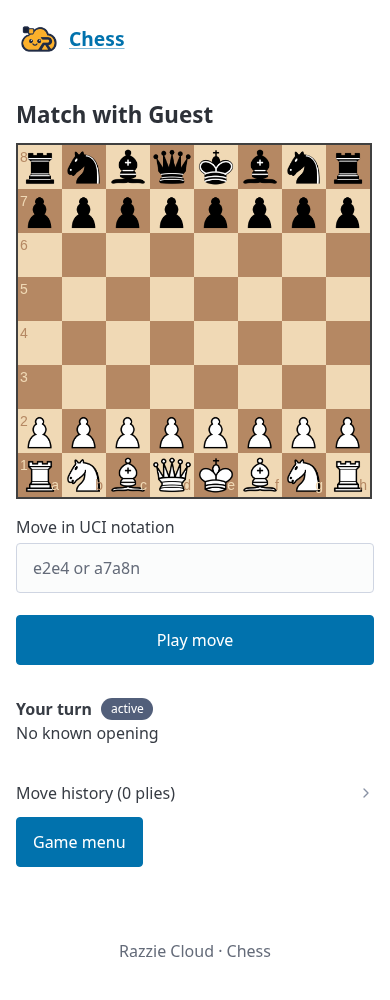 Chess
Match with Guest
8
7
6
5
4
3
2
1
a b c d e f g h
Move in UCI notation
e2e4 or a7a8n
Play move
Your turn active
No known opening
Move history (0 plies)
Game menu
Razzie Cloud · Chess